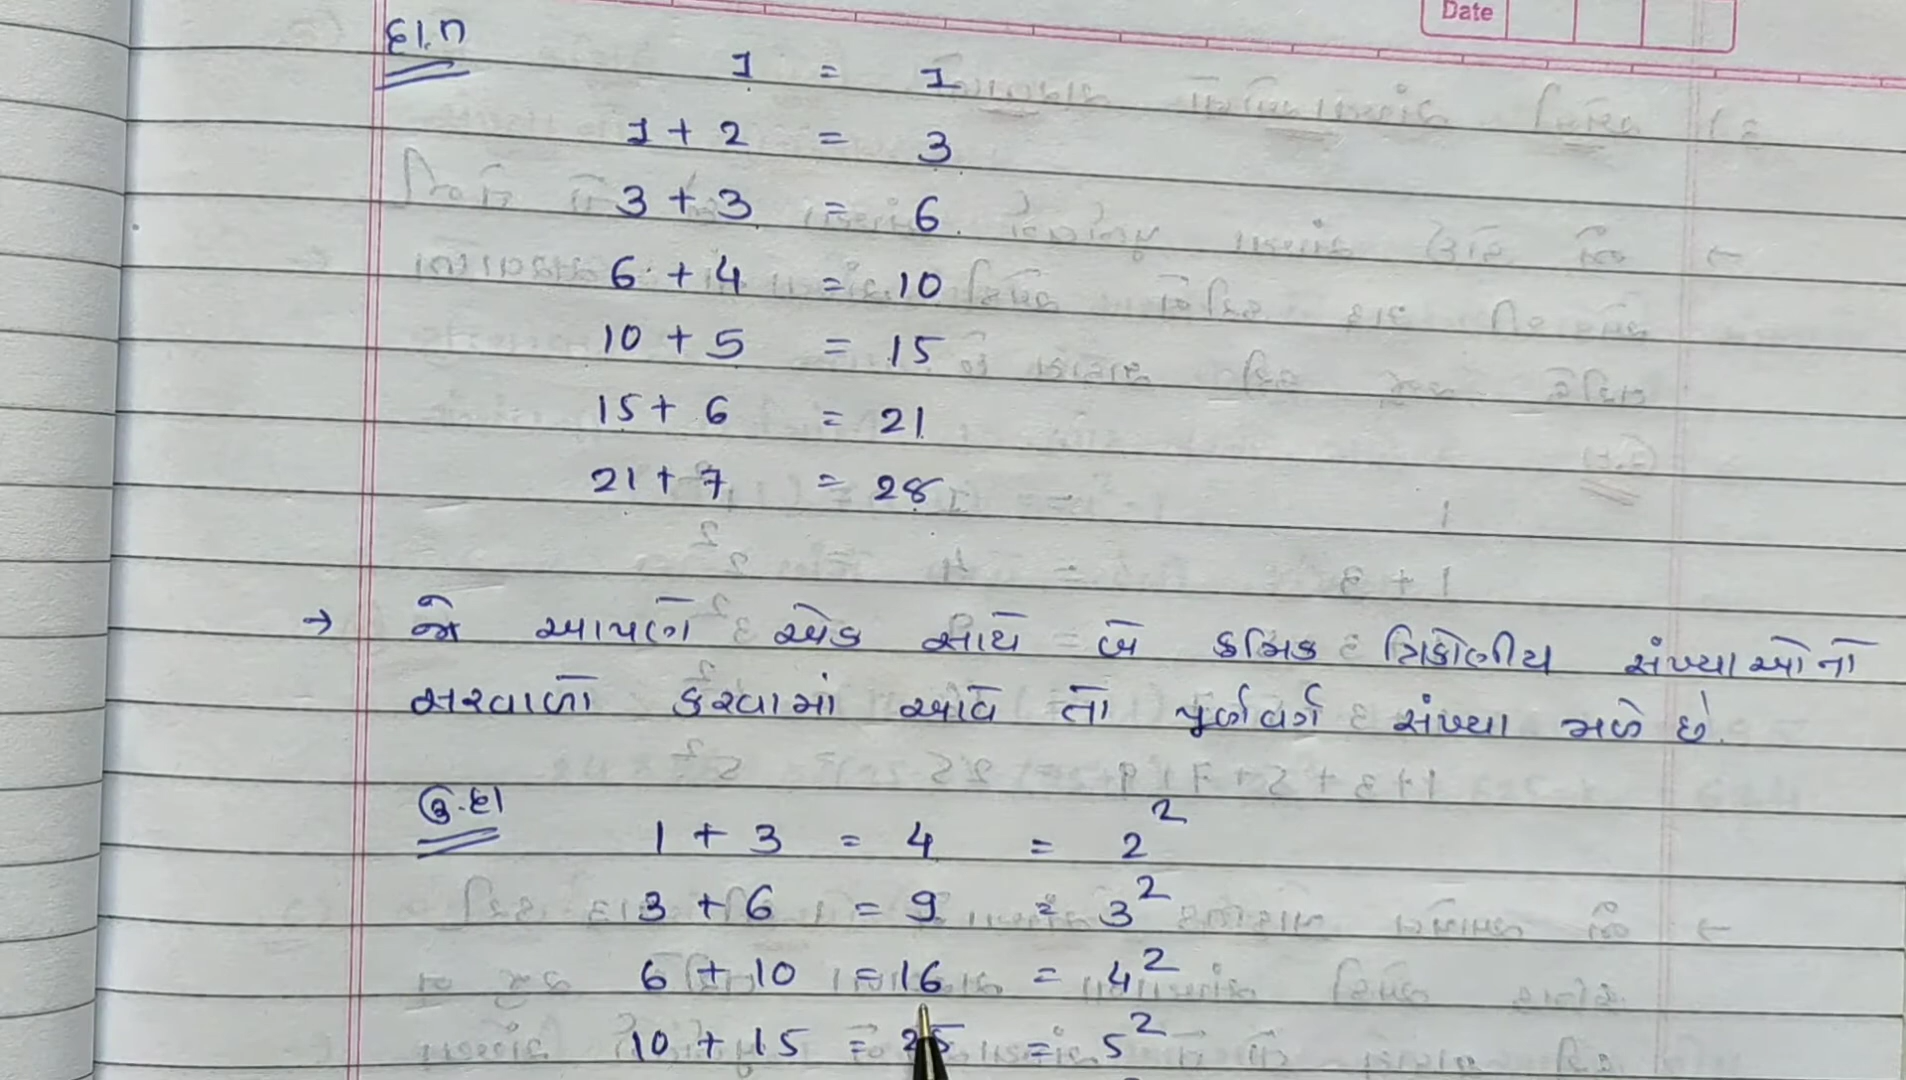 Date
દા.ત
1 = 1
1 + 2 = 3
3 + 3 = 6
6 + 4 = 10
10 + 5 = 15
15 + 6 = 21
21 + 7 = 28
→ જો આપણે એક સાથે બે ક્રમિક ત્રિકોણીય સંખ્યાઓનો
સરવાળો કરવામાં આવે તો પૂર્ણવર્ગ સંખ્યા મળે છે.
ઉ.દા
1 + 3 = 4 = 2²
3 + 6 = 9 = 3²
6 + 10 = 16 = 4²
10 + 15 = 25 = 5²